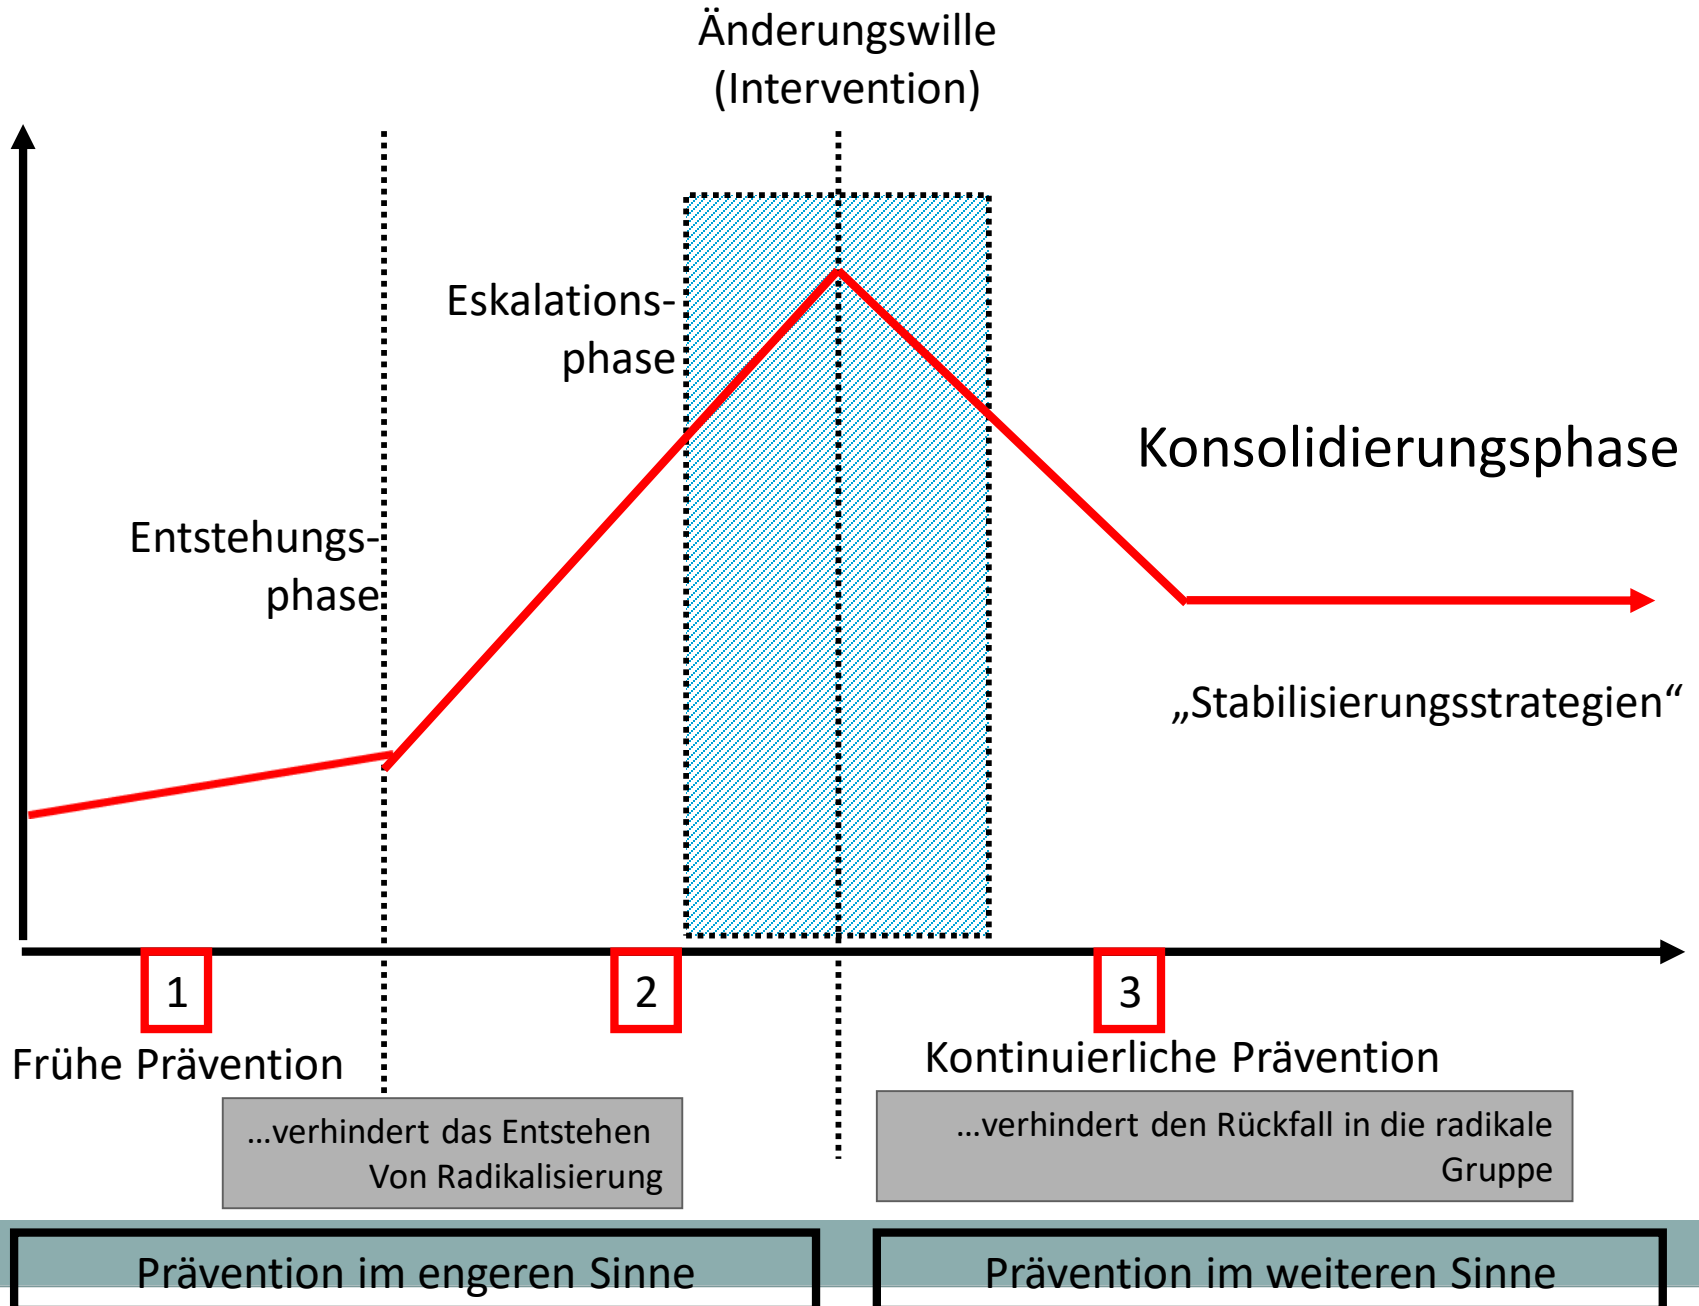 Änderungswille
(Intervention)
Eskalations-
phase
Konsolidierungsphase
Entstehungs-
phase
„Stabilisierungsstrategien“
1
2
3
Frühe Prävention
Kontinuierliche Prävention
...verhindert das Entstehen
Von Radikalisierung
...verhindert den Rückfall in die radikale
Gruppe
Prävention im engeren Sinne
Prävention im weiteren Sinne